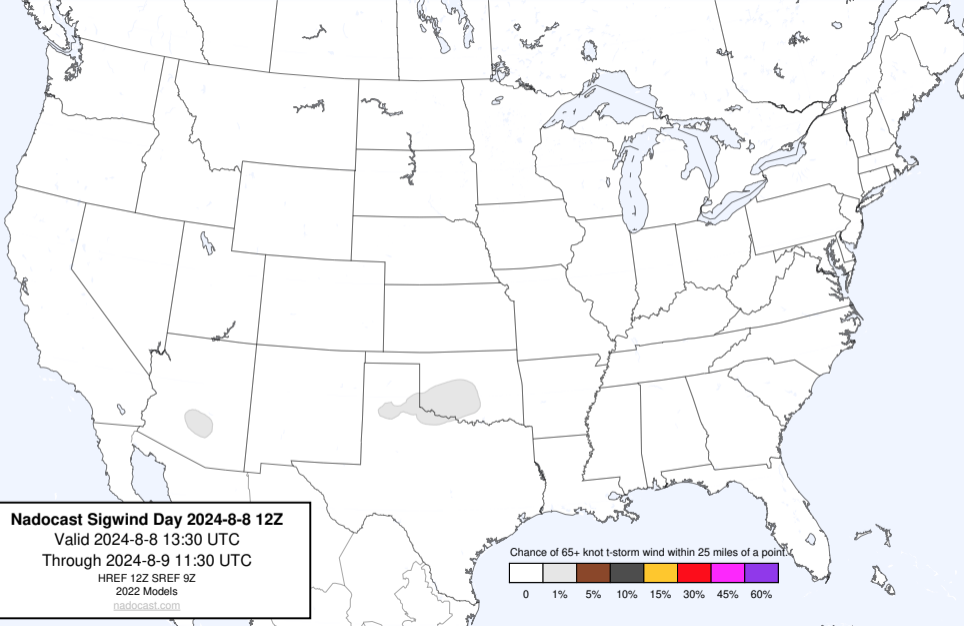 Nadocast Sigwind Day 2024-8-8 12Z
Valid 2024-8-8 13:30 UTC
Through 2024-8-9 11:30 UTC
HREF 12Z SREF 9Z
2022 Models
nadocast.com
Chance of 65+ knot t-storm wind within 25 miles of a point.
0 1% 5% 10% 15% 30% 45% 60%